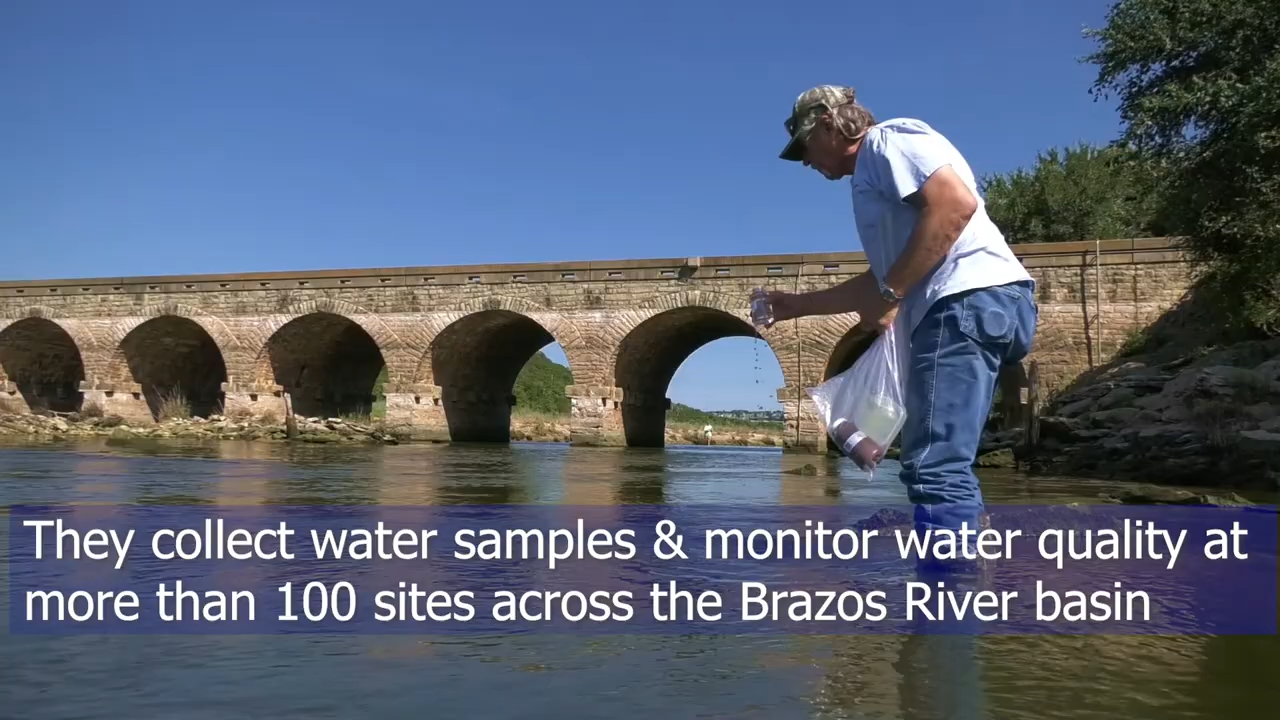 They collect water samples & monitor water quality at
more than 100 sites across the Brazos River basin